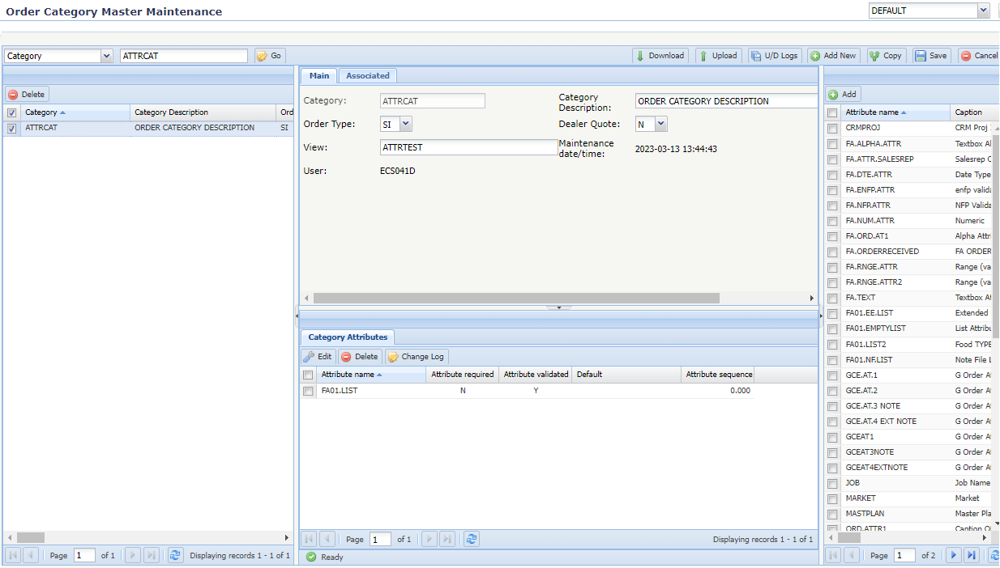 Order Category Master Maintenance
DEFAULT
Category ATTRCAT Go Download Upload U/D Logs Add New Copy Save Cancel
Delete
Category Category Description Ord
ATTRCAT ORDER CATEGORY DESCRIPTION SI
Page 1 of 1 Displaying records 1 - 1 of 1
Main Associated
Category: ATTRCAT Category Description: ORDER CATEGORY DESCRIPTION
Order Type: SI Dealer Quote: N
View: ATTRTEST Maintenance date/time: 2023-03-13 13:44:43
User: ECS041D
Category Attributes
Edit Delete Change Log
Attribute name Attribute required Attribute validated Default Attribute sequence
FA01.LIST N Y 0.000
Page 1 of 1 Displaying records 1 - 1 of 1
Ready
Add
Attribute name Caption
CRMPROJ CRM Proj
FA.ALPHA.ATTR Textbox Al
FA.ATTR.SALESREP Salesrep C
FA.DTE.ATTR Date Type
FA.ENFP.ATTR enfp valida
FA.NFP.ATTR NFP Valida
FA.NUM.ATTR Numeric
FA.ORD.AT1 Alpha Attri
FA.ORDERRECEIVED FA ORDER
FA.RNGE.ATTR Range (va
FA.RNGE.ATTR2 Range (va
FA.TEXT Textbox At
FA01.EE.LIST Extended
FA01.EMPTYLIST List Attribu
FA01.LIST2 Food TYPE
FA01.NF.LIST Note File L
GCE.AT.1 G Order At
GCE.AT.2 G Order At
GCE.AT.3 NOTE G Order At
GCE.AT.4 EXT NOTE G Order At
GCEAT1 G Order At
GCEAT3NOTE G Order At
GCEAT4EXTNOTE G Order At
JOB Job Name
MARKET Market
MASTPLAN Master Pla
ORD.ATTR1 Caption O
Page 1 of 2